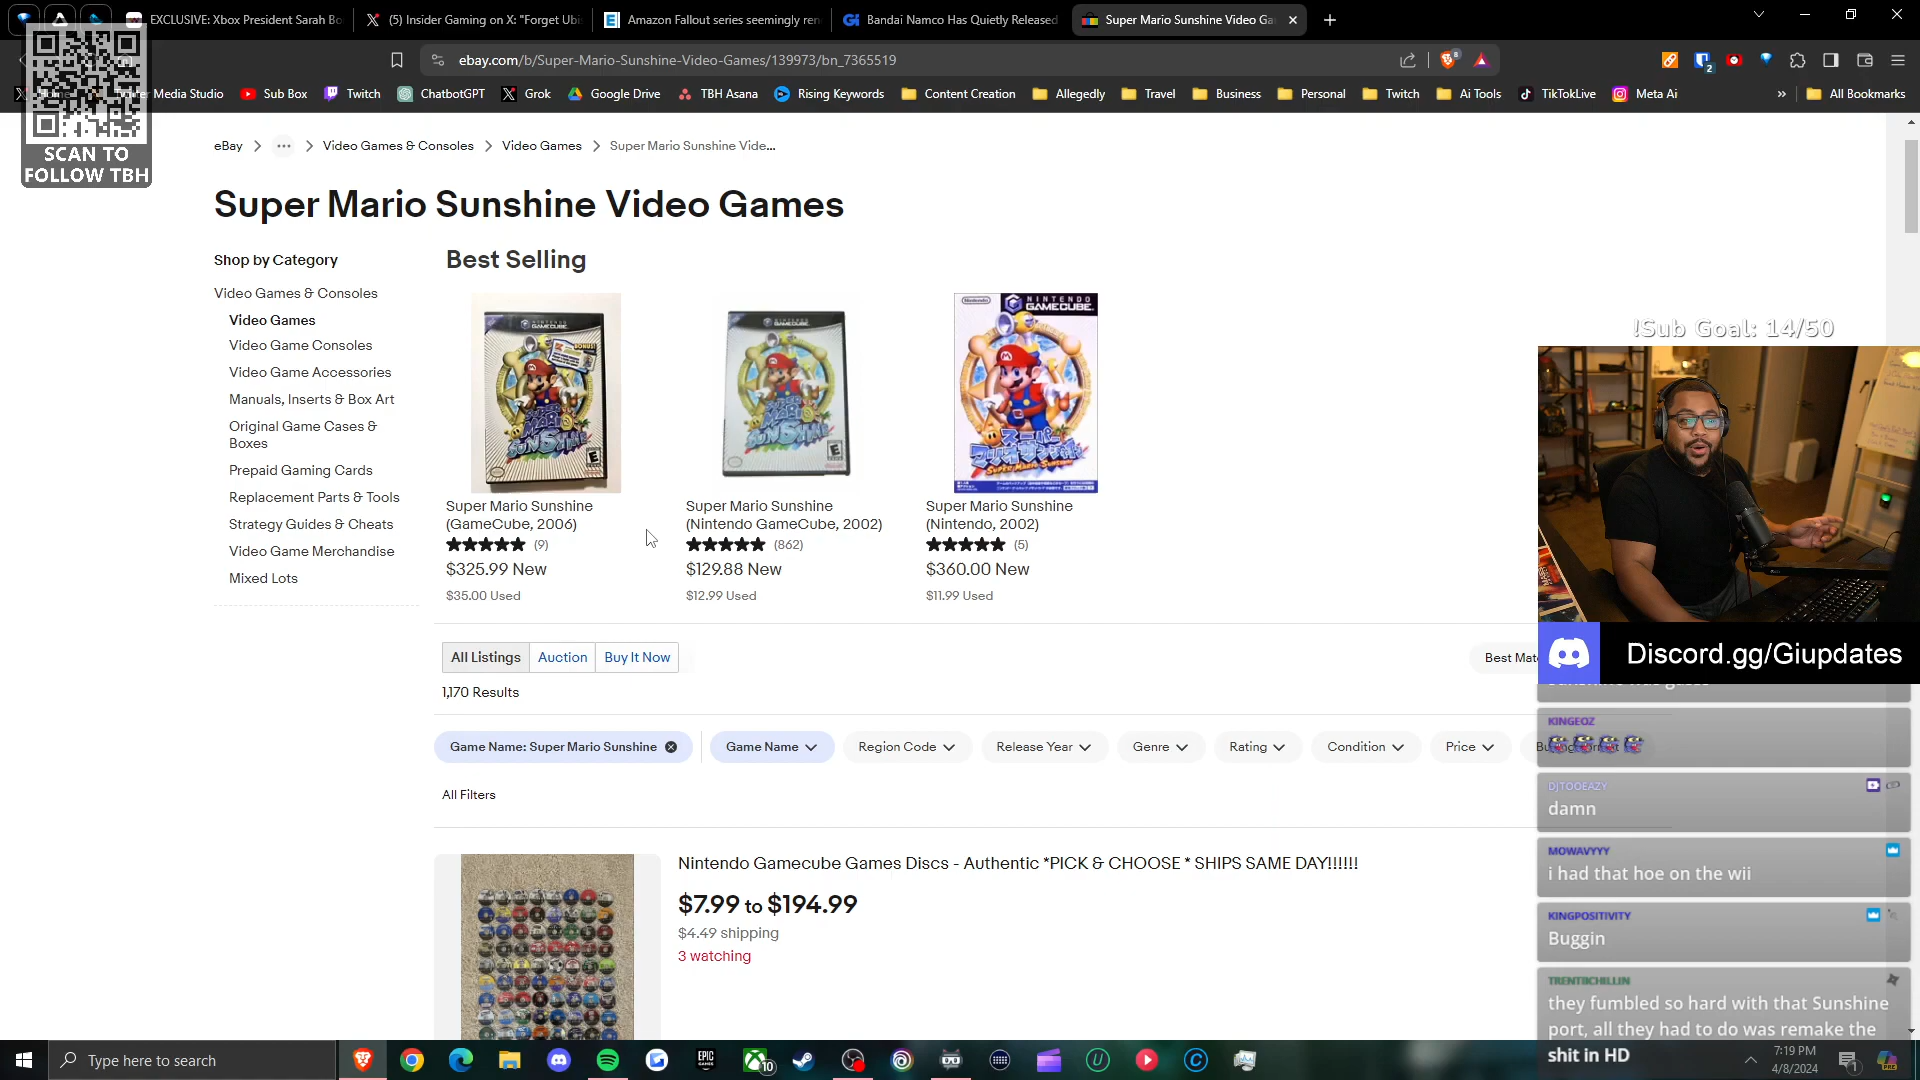 EXCLUSIVE: Xbox President Sarah Bo
(5) Insider Gaming on X: "Forget Ubi
Amazon Fallout series seemingly ren
Bandai Namco Has Quietly Released
Super Mario Sunshine Video Ga
ebay.com/b/Super-Mario-Sunshine-Video-Games/139973/bn_7365519
Media Studio
Sub Box
Twitch
ChatbotGPT
Grok
Google Drive
TBH Asana
Rising Keywords
Content Creation
Allegedly
Travel
Business
Personal
Twitch
Ai Tools
TikTokLive
Meta Ai
All Bookmarks
SCAN TO
FOLLOW TBH
eBay
Video Games & Consoles
Video Games
Super Mario Sunshine Vide...
Super Mario Sunshine Video Games
Shop by Category
Video Games & Consoles
Video Games
Video Game Consoles
Video Game Accessories
Manuals, Inserts & Box Art
Original Game Cases &
Boxes
Prepaid Gaming Cards
Replacement Parts & Tools
Strategy Guides & Cheats
Video Game Merchandise
Mixed Lots
Best Selling
NINTENDO
GAMECUBE
SUPER MARIO SUNSHINE
Super Mario Sunshine
(GameCube, 2006)
(9)
$325.99 New
$35.00 Used
Super Mario Sunshine
(Nintendo GameCube, 2002)
(862)
$129.88 New
$12.99 Used
Super Mario Sunshine
(Nintendo, 2002)
(5)
$360.00 New
$11.99 Used
All Listings
Auction
Buy It Now
Best Mat
1,170 Results
Game Name: Super Mario Sunshine
Game Name
Region Code
Release Year
Genre
Rating
Condition
Price
All Filters
Nintendo Gamecube Games Discs - Authentic *PICK & CHOOSE * SHIPS SAME DAY!!!!!!
$7.99 to $194.99
$4.49 shipping
3 watching
!Sub Goal: 14/50
Discord.gg/Giupdates
KINGEOZ
DJTOOEAZY
damn
MOWAVYYY
i had that hoe on the wii
KINGPOSITIVITY
Buggin
TRENTIICHILLIN
they fumbled so hard with that Sunshine
port, all they had to do was remake the
shit in HD
Type here to search
EPIC
GAMES
10
7:19 PM
4/8/2024
1